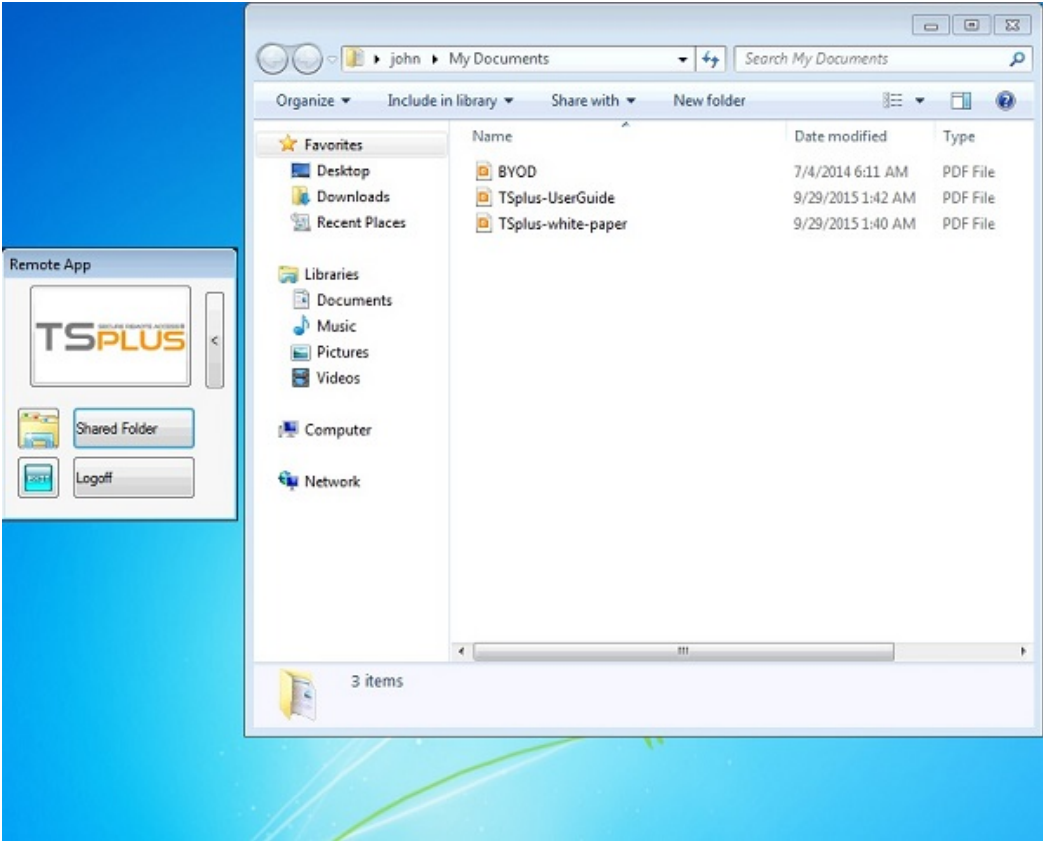 john My Documents
Search My Documents
Organize Include in library Share with New folder
Favorites
Desktop
Downloads
Recent Places
Libraries
Documents
Music
Pictures
Videos
Computer
Network
Name Date modified Type
BYOD 7/4/2014 6:11 AM PDF File
TSplus-UserGuide 9/29/2015 1:42 AM PDF File
TSplus-white-paper 9/29/2015 1:40 AM PDF File
3 items
Remote App
SECURE REMOTE ACCESS
TSPLUS
<
Shared Folder
Logoff